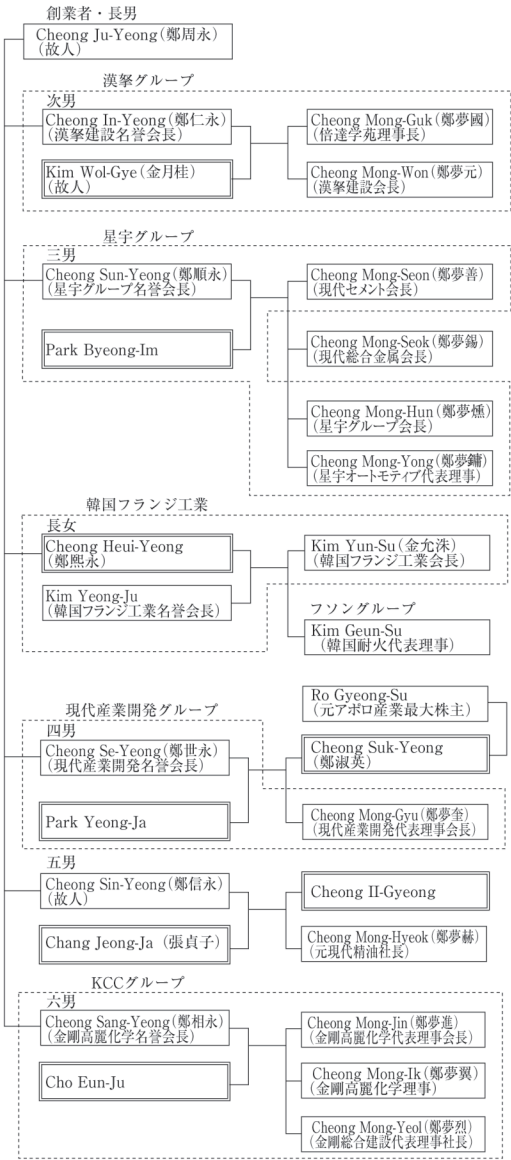 創業者・長男
Cheong Ju-Yeong(鄭周永)
(故人)
漢拏グループ
次男
Cheong In-Yeong(鄭仁永)
(漢拏建設名誉会長)
Kim Wol-Gye(金月桂)
(故人)
Cheong Mong-Guk(鄭夢國)
(倍達学苑理事長)
Cheong Mong-Won(鄭夢元)
(漢拏建設会長)
星宇グループ
三男
Cheong Sun-Yeong(鄭順永)
(星宇グループ名誉会長)
Park Byeong-Im
Cheong Mong-Seon(鄭夢善)
(現代セメント会長)
Cheong Mong-Seok(鄭夢錫)
(現代総合金属会長)
Cheong Mong-Hun(鄭夢燻)
(星宇グループ会長)
Cheong Mong-Yong(鄭夢鏞)
(星宇オートモティブ代表理事)
韓国フランジ工業
長女
Cheong Heui-Yeong
(鄭熙永)
Kim Yeong-Ju
(韓国フランジ工業名誉会長)
Kim Yun-Su(金允洙)
(韓国フランジ工業会長)
フソングループ
Kim Geun-Su
(韓国耐火代表理事)
現代産業開発グループ
四男
Cheong Se-Yeong(鄭世永)
(現代産業開発名誉会長)
Park Yeong-Ja
Ro Gyeong-Su
(元アポロ産業最大株主)
Cheong Suk-Yeong
(鄭淑英)
Cheong Mong-Gyu(鄭夢奎)
(現代産業開発代表理事会長)
五男
Cheong Sin-Yeong(鄭信永)
(故人)
Chang Jeong-Ja(張貞子)
Cheong II-Gyeong
Cheong Mong-Hyeok(鄭夢赫)
(元現代精油社長)
KCCグループ
六男
Cheong Sang-Yeong(鄭相永)
(金剛高麗化学名誉会長)
Cho Eun-Ju
Cheong Mong-Jin(鄭夢進)
(金剛高麗化学代表理事会長)
Cheong Mong-Ik(鄭夢翼)
(金剛高麗化学理事)
Cheong Mong-Yeol(鄭夢烈)
(金剛総合建設代表理事社長)